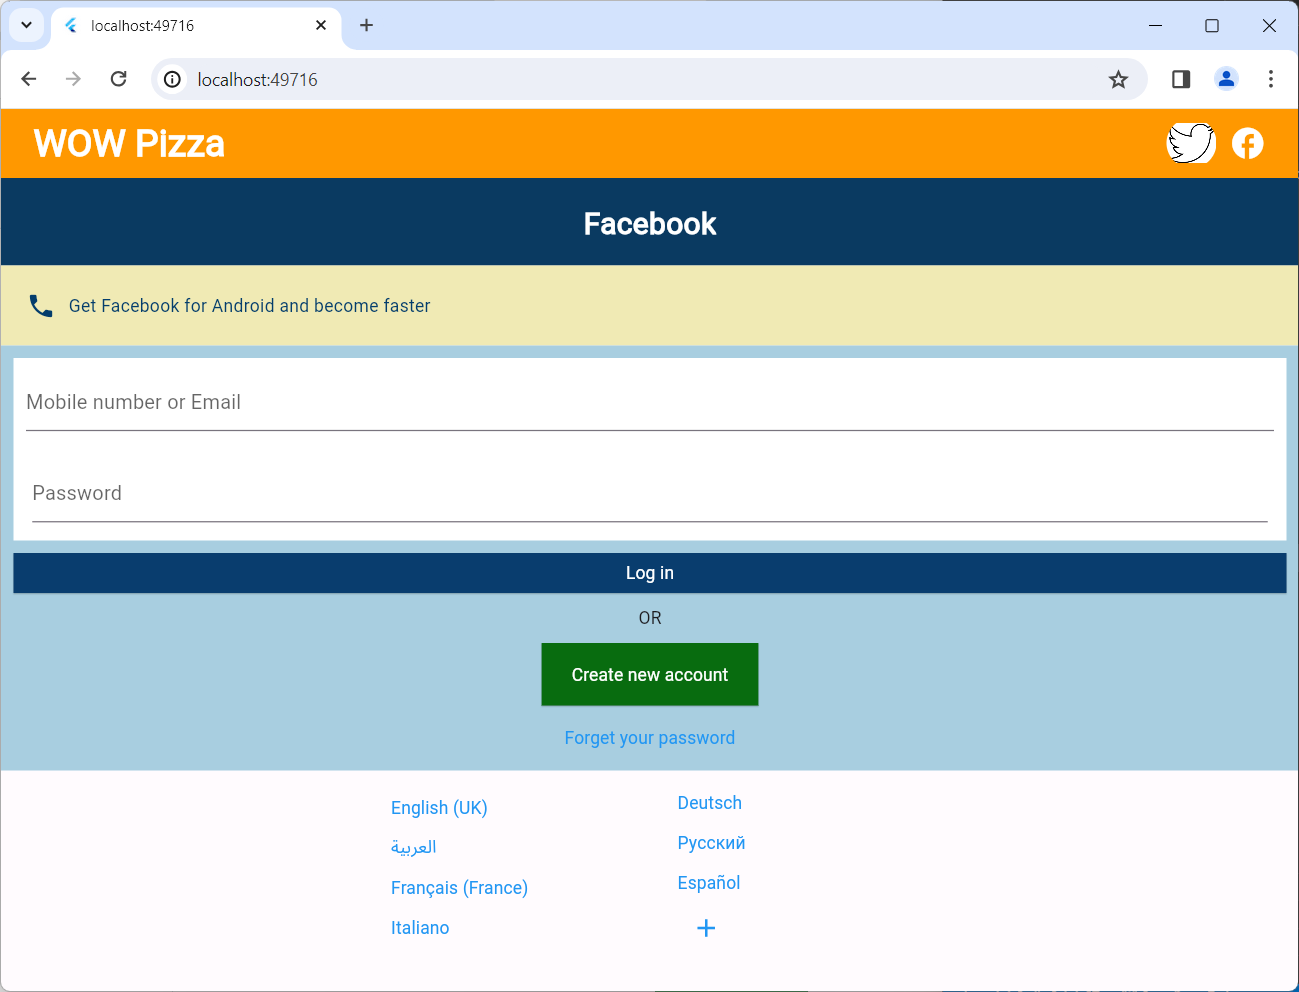 localhost:49716
localhost:49716
WOW Pizza
Facebook
Get Facebook for Android and become faster
Mobile number or Email
Password
Log in
OR
Create new account
Forget your password
English (UK)
العربية
Français (France)
Italiano
Deutsch
Русский
Español